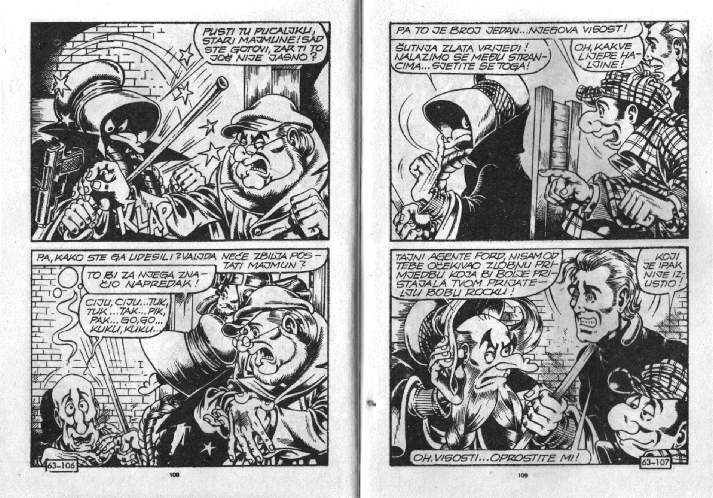 PUSTI TU PUCALJKU,
STARI MAJMUNE! SAD
STE GOTOVI, ZAR TI TO
JOŠ NIJE JASNO?
KLAP
PA, KAKO STE GA UDESILI? VALJDA NEĆE ZBILJA POS-
TATI MAJMUN?
TO BI ZA NJEGA ZNA-
ČIO NAPREDAK!
CIJU, CIJU...TUK,
TUK...TAK...PIK,
PAK...GO,GO...
KUKU, KUKU...
63-106
108
PA TO JE BROJ JEDAN...NJEGOVA VISOST!
ŠUTNJA ZLATA VRIJEDI!
NALAZIMO SE MEĐU STRAN-
CIMA...SJETITE SE TOGA!
OH, KAKVE
LIJEPE HA-
LJINE!
TAJNI AGENTE FORD, NISAM OD
TEBE OČEKIVAO ZLOBNU PRI-
MJEDBU KOJA BI BOLJE PRI-
STAJALA TVOM PRIJATE-
LJU BOBU ROCKU!
KOJI
JE IPAK
NIJE IZ-
USTIO!
OH, VISOSTI...OPROSTITE MI!
63-107
109